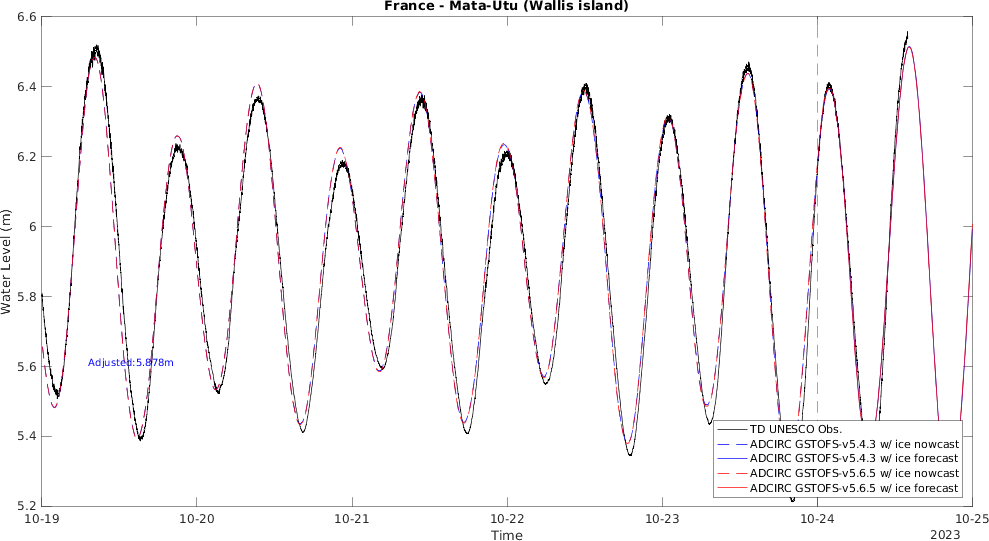 France - Mata-Utu (Wallis island)
6.6
6.4
6.2
6
5.8
5.6
5.4
5.2
Water Level (m)
Adjusted:5.878m
TD UNESCO Obs.
ADCIRC GSTOFS-v5.4.3 w/ ice nowcast
ADCIRC GSTOFS-v5.4.3 w/ ice forecast
ADCIRC GSTOFS-v5.6.5 w/ ice nowcast
ADCIRC GSTOFS-v5.6.5 w/ ice forecast
10-19 10-20 10-21 10-22 10-23 10-24 10-25
Time
2023